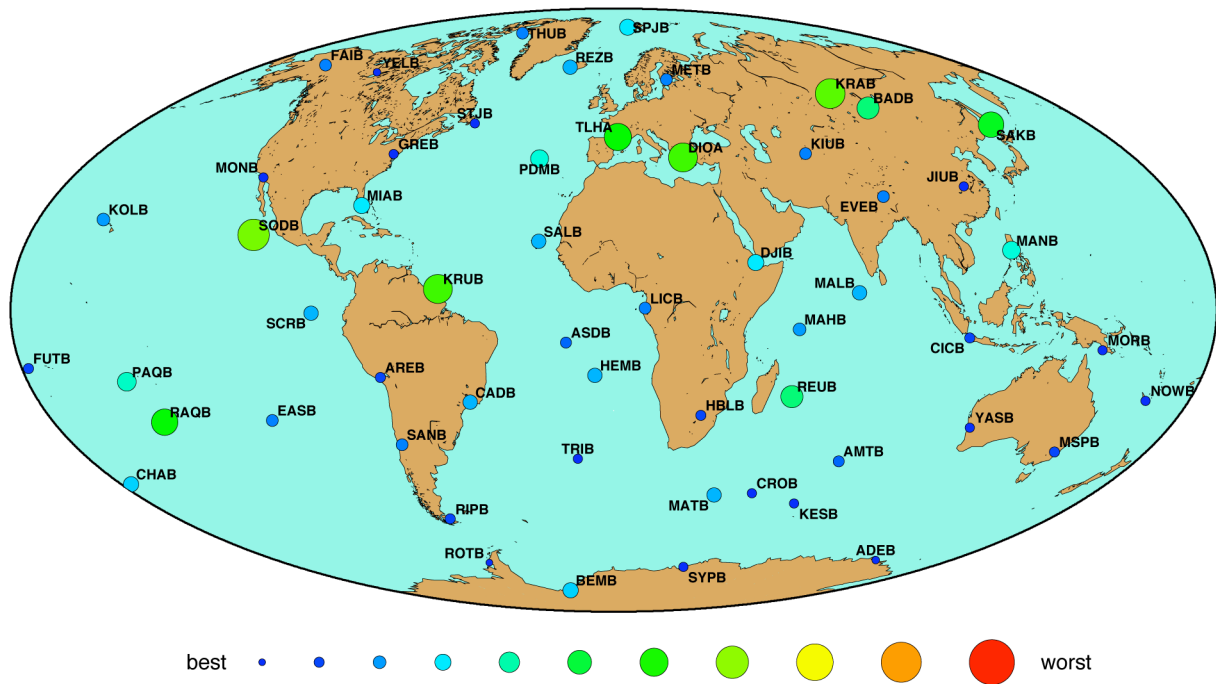 THUB
SPJB
FAIB
YELB
REZB
METB
KRAB
BADB
STJB
TLHA
SAKB
GREB
DIOA
KIUB
PDMB
MONB
JIUB
MIAB
EVEB
KOLB
SODB
SALB
MANB
DJIB
KRUB
MALB
LICB
SCRB
ASDB
MAHB
CICB
MORB
FUTB
PAQB
AREB
HEMB
CADB
REUB
NOWB
RAQB
EASB
HBLB
YASB
SANB
TRIB
AMTB
MSPB
CHAB
MATB
CROB
RIPB
KESB
ROTB
ADEB
BEMB
SYPB
best worst